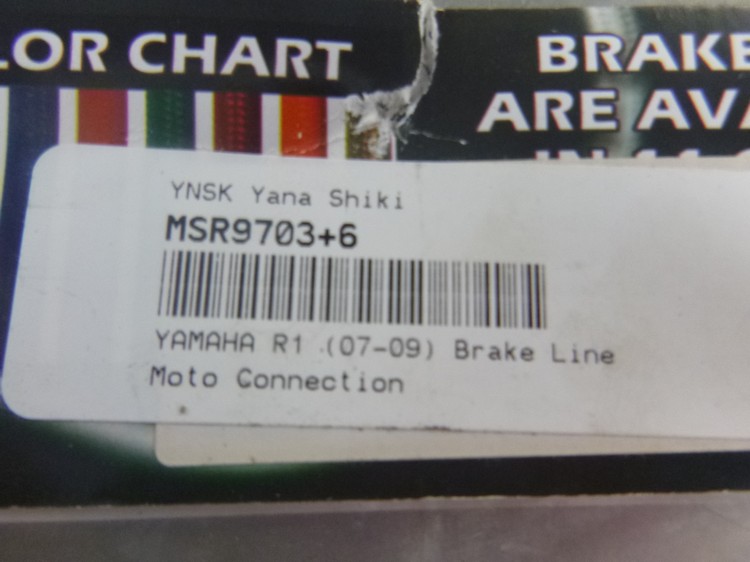 LOR CHART
BRAKE
ARE AVA
YNSK Yana Shiki
MSR9703+6
YAMAHA R1 (07-09) Brake Line
Moto Connection